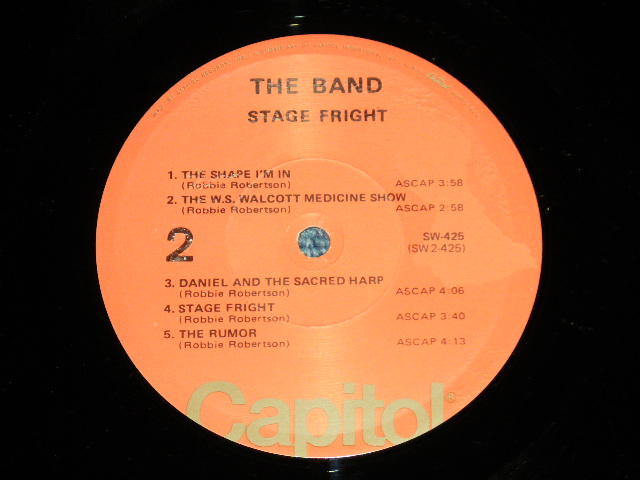 THE BAND
STAGE FRIGHT
1. THE SHAPE I'M IN
(Robbie Robertson) ASCAP 3:58
2. THE W.S. WALCOTT MEDICINE SHOW
(Robbie Robertson) ASCAP 2:58
2
SW-425
(SW2-425)
3. DANIEL AND THE SACRED HARP
(Robbie Robertson) ASCAP 4:06
4. STAGE FRIGHT
(Robbie Robertson) ASCAP 3:40
5. THE RUMOR
(Robbie Robertson) ASCAP 4:13
Capitol®